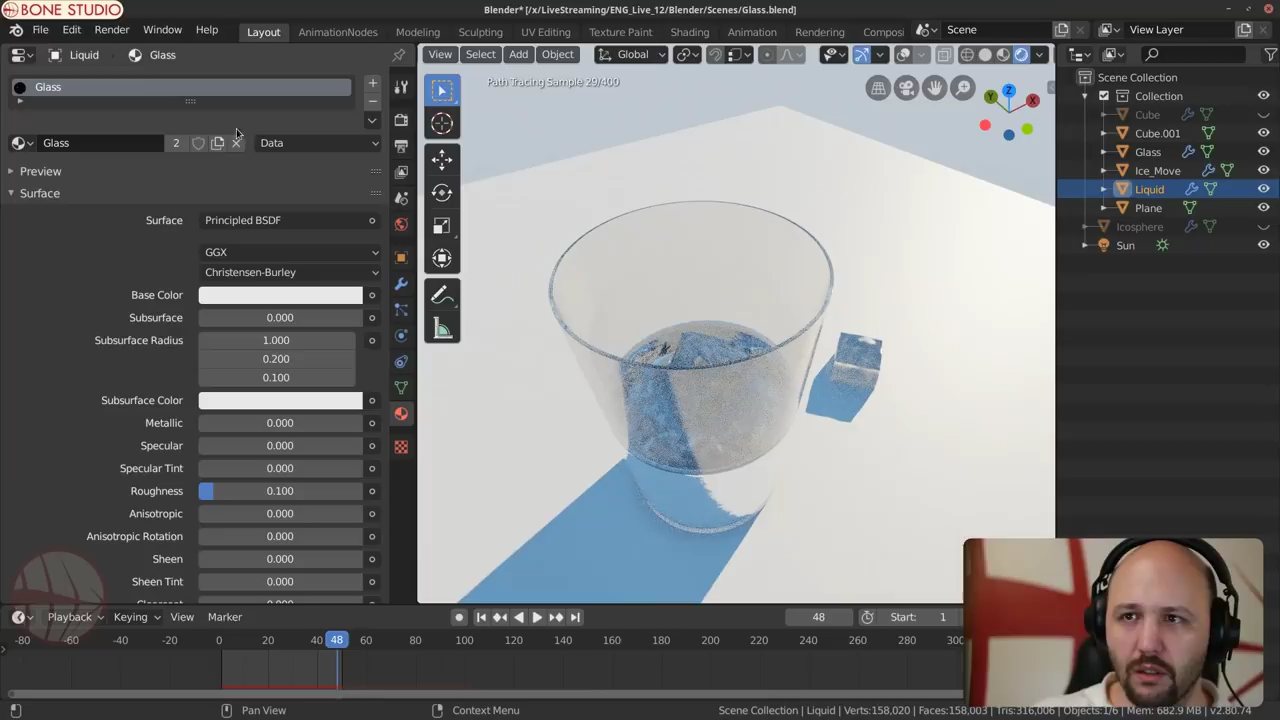 BONE STUDIO
Blender* [/x/LiveStreaming/ENG_Live_12/Blender/Scenes/Glass.blend]
File Edit Render Window Help
Layout AnimationNodes Modeling Sculpting UV Editing Texture Paint Shading Animation Rendering Compos
Scene
View Layer
Liquid Glass
View Select Add Object Global
Glass
Path Tracing Sample 29/400
Z
Y
X
Scene Collection
Collection
Cube
Cube.001
Glass
Ice_Move
Liquid
Plane
Icosphere
Sun
Glass 2 Data
Preview
Surface
Surface Principled BSDF
GGX
Christensen-Burley
Base Color
Subsurface 0.000
Subsurface Radius 1.000
0.200
0.100
Subsurface Color
Metallic 0.000
Specular 0.000
Specular Tint 0.000
Roughness 0.100
Anisotropic 0.000
Anisotropic Rotation 0.000
Sheen 0.000
Sheen Tint 0.000
Playback Keying View Marker
48
Start: 1
-80 -60 -40 -20 0 20 40 48 60 80 100 120 140 160 180 200 220 240 260 280 300
Pan View
Context Menu
Scene Collection | Liquid | Verts:158,020 | Faces:158,003 | Tris:316,006 | Objects:1/6 | Mem: 682.9 MB | v2.80.74